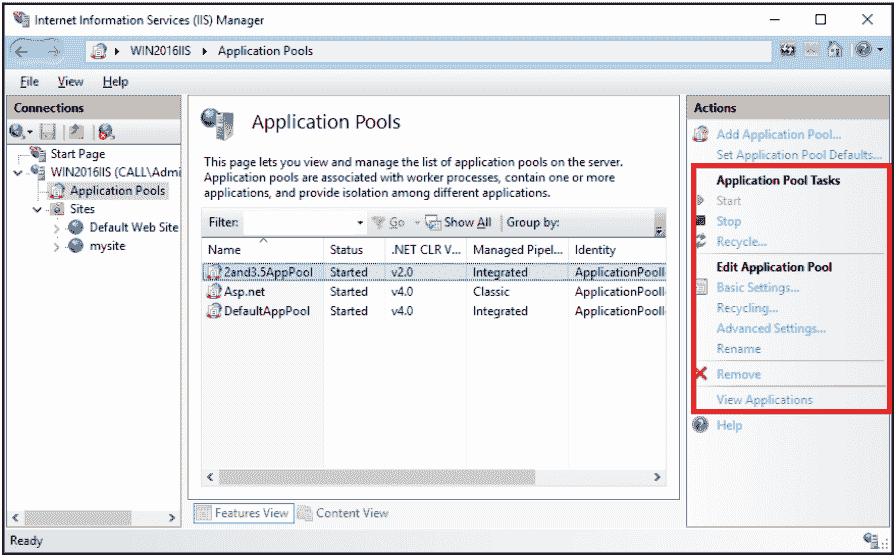 Internet Information Services (IIS) Manager
WIN2016IIS Application Pools
File View Help
Connections
Start Page
WIN2016IIS (CALL\Admi
Application Pools
Sites
Default Web Site
mysite
Application Pools
This page lets you view and manage the list of application pools on the server.
Application pools are associated with worker processes, contain one or more
applications, and provide isolation among different applications.
Filter: Go Show All Group by:
Name Status .NET CLR V... Managed Pipel... Identity
2and3.5AppPool Started v2.0 Integrated ApplicationPoolI
Asp.net Started v4.0 Classic ApplicationPoolI
DefaultAppPool Started v4.0 Integrated ApplicationPoolI
Features View Content View
Actions
Add Application Pool...
Set Application Pool Defaults...
Application Pool Tasks
Start
Stop
Recycle...
Edit Application Pool
Basic Settings...
Recycling...
Advanced Settings...
Rename
Remove
View Applications
Help
Ready